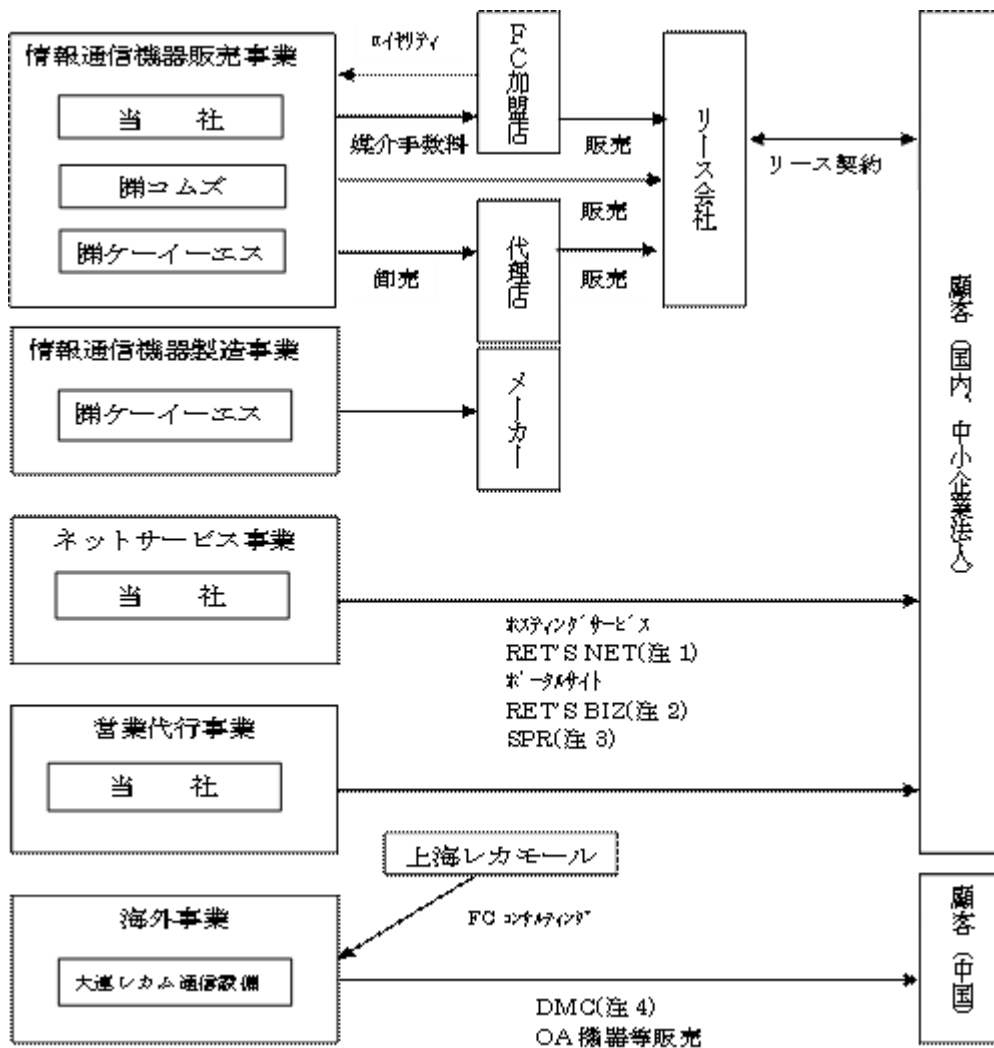 情報通信機器販売事業
当 社
㈱コムズ
㈱ケーイーエス
ロイヤリティ
媒介手数料
FC加盟店
販売
販売
卸売
代理店
販売
リース会社
リース契約
顧客(国内、中小企業法人)
情報通信機器製造事業
㈱ケーイーエス
メーカー
ネットサービス事業
当 社
ホスティングサービス
RET'S NET(注 1)
ポータルサイト
RET'S BIZ(注 2)
SPR(注 3)
営業代行事業
当 社
上海レカモール
FC コンサルティング
海外事業
大連レカム通信設備
DMC(注 4)
OA 機器等販売
顧客(中国)